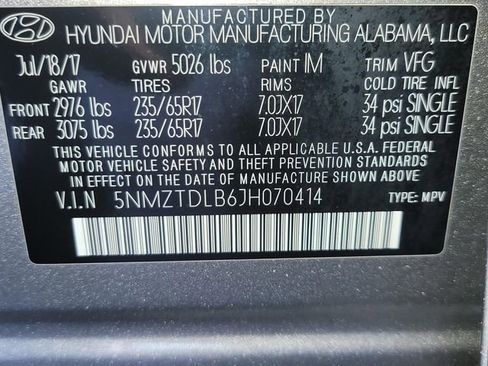 MANUFACTURED BY
HYUNDAI MOTOR MANUFACTURING ALABAMA, LLC
Jul/18/17 GVWR 5026 lbs PAINT IM TRIM VFG
GAWR TIRES RIMS COLD TIRE INFL
FRONT 2976 lbs 235/65R17 7.0JX17 34 psi SINGLE
REAR 3075 lbs 235/65R17 7.0JX17 34 psi SINGLE
THIS VEHICLE CONFORMS TO ALL APPLICABLE U.S.A. FEDERAL
MOTOR VEHICLE SAFETY AND THEFT PREVENTION STANDARDS
IN EFFECT ON THE DATE OF MANUFACTURE SHOWN ABOVE.
V.I.N 5NMZTDLB6JH070414 TYPE: MPV